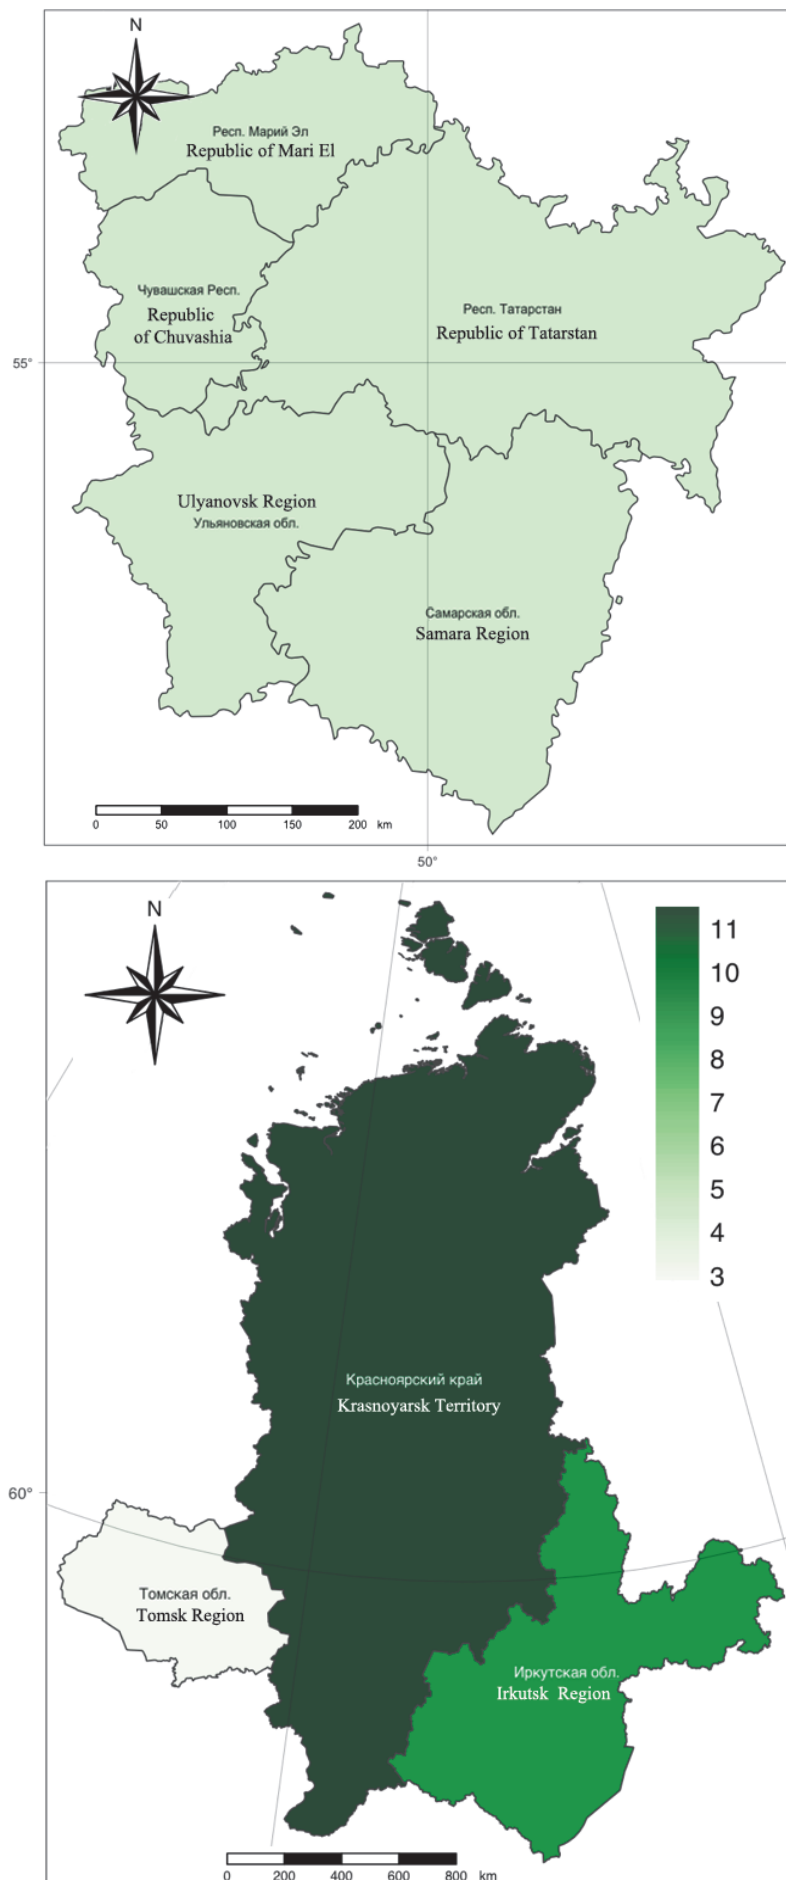 N
Респ. Марий Эл
Republic of Mari El
Чувашская Респ.
Republic
of Chuvashia
Респ. Татарстан
Republic of Tatarstan
55°
Ulyanovsk Region
Ульяновская обл.
Самарская обл.
Samara Region
0 50 100 150 200 km
50°
N
11
10
9
8
7
6
5
4
3
Красноярский край
Krasnoyarsk Territory
60°
Томская обл.
Tomsk Region
Иркутская обл.
Irkutsk Region
0 200 400 600 800 km